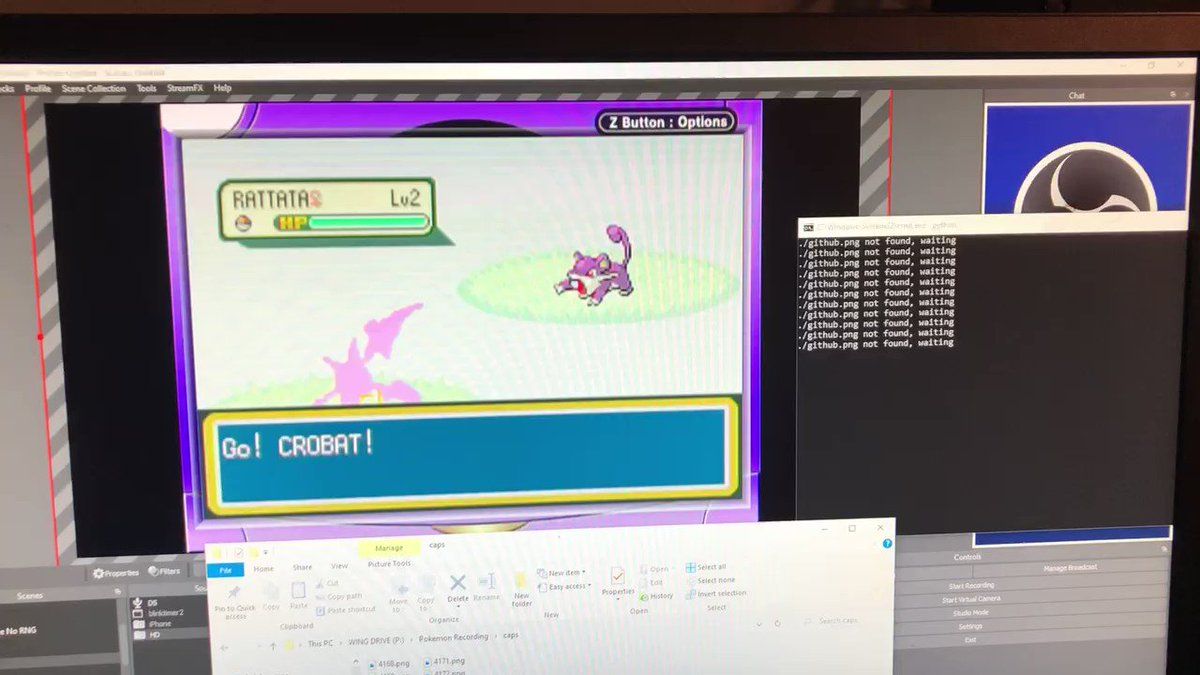 Profile Scene Collection Tools StreamFX Help
Chat
Z Button : Options
RATTATA♀ Lv2
HP
Go! CROBAT!
./github.png not found, waiting
./github.png not found, waiting
./github.png not found, waiting
./github.png not found, waiting
./github.png not found, waiting
./github.png not found, waiting
./github.png not found, waiting
./github.png not found, waiting
./github.png not found, waiting
./github.png not found, waiting
./github.png not found, waiting
Properties Filters
Scenes
e No RNG
DS
blinktimer2
iPhone
HD
Manage caps
File Home Share View Picture Tools
Pin to Quick access
Copy
Paste
Cut
Copy path
Paste shortcut
Clipboard
Move to
Copy to
Delete
Rename
Organize
New folder
New item
Easy access
New
Properties
Open
Edit
History
Open
Select all
Select none
Invert selection
Select
This PC > WING DRIVE (P:) > Pokemon Recording > caps
Search caps
4168.png 4171.png
4172.png
Controls
Manage Broadcast
Start Recording
Start Virtual Camera
Studio Mode
Settings
Exit